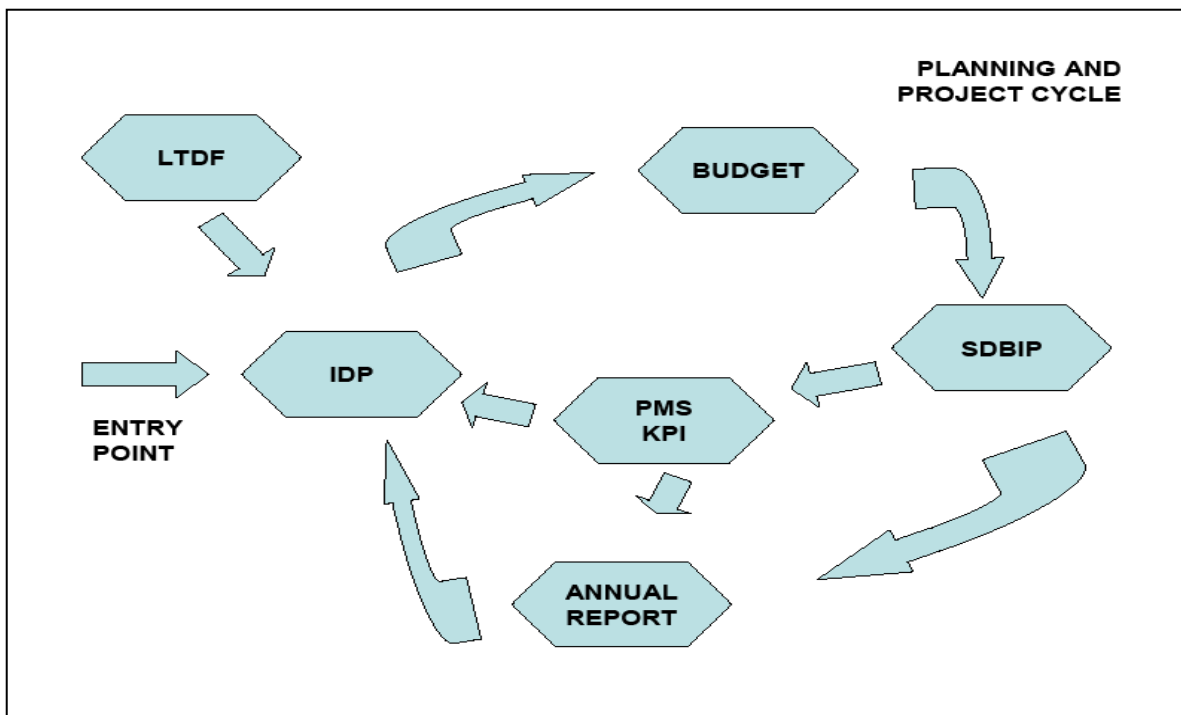 PLANNING AND
PROJECT CYCLE
LTDF
BUDGET
SDBIP
IDP
PMS
KPI
ENTRY
POINT
ANNUAL
REPORT